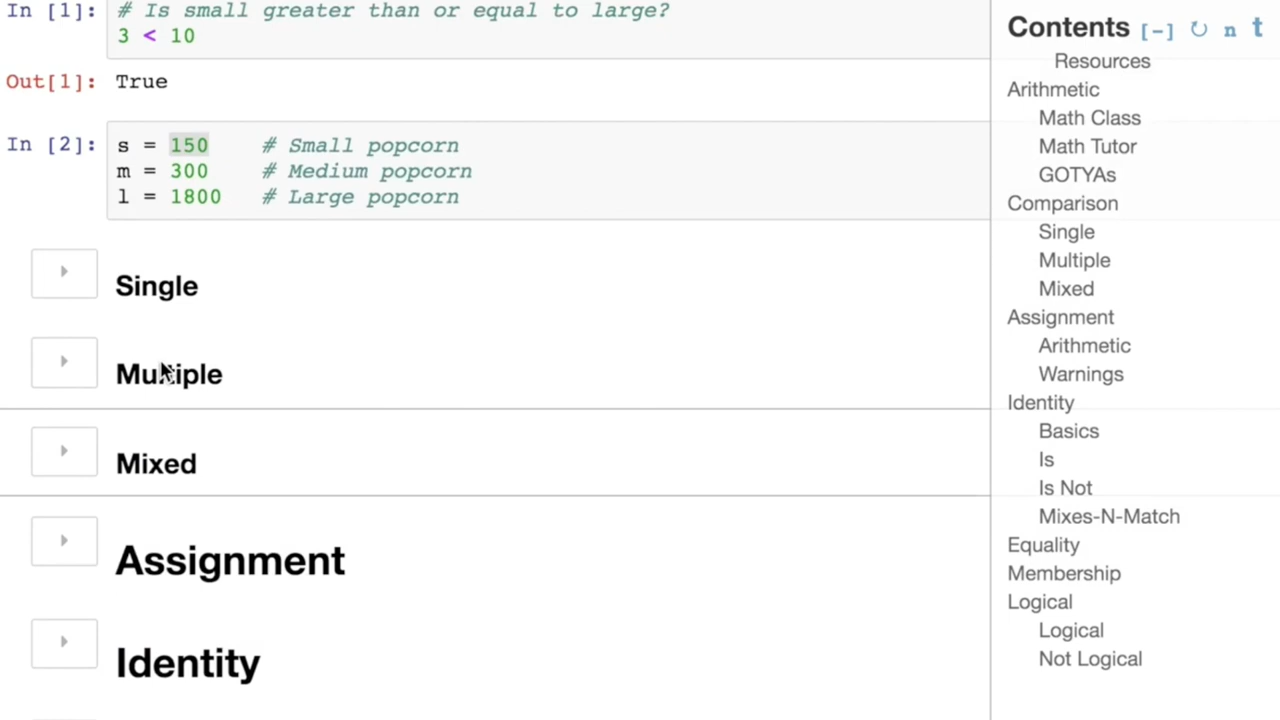 In [1]: # Is small greater than or equal to large?
3 < 10
Out[1]: True
In [2]: s = 150 # Small popcorn
m = 300 # Medium popcorn
l = 1800 # Large popcorn
Single
Multiple
Mixed
Assignment
Identity
Contents [-] n t
Resources
Arithmetic
Math Class
Math Tutor
GOTYAs
Comparison
Single
Multiple
Mixed
Assignment
Arithmetic
Warnings
Identity
Basics
Is
Is Not
Mixes-N-Match
Equality
Membership
Logical
Logical
Not Logical